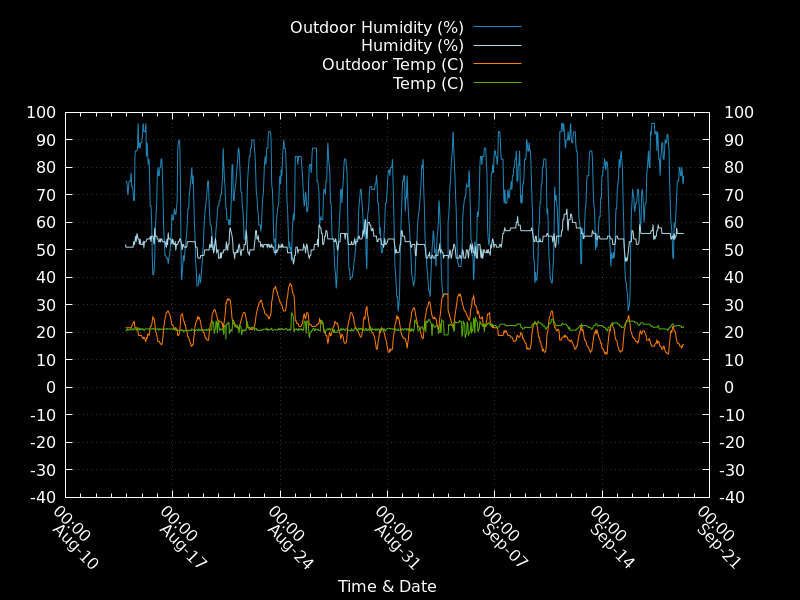 Outdoor Humidity (%)
Humidity (%)
Outdoor Temp (C)
Temp (C)
100 100
90 90
80 80
70 70
60 60
50 50
40 40
30 30
20 20
10 10
0 0
-10 -10
-20 -20
-30 -30
-40 -40
00:00 00:00 00:00 00:00 00:00 00:00 00:00
Aug-10 Aug-17 Aug-24 Aug-31 Sep-07 Sep-14 Sep-21
Time & Date